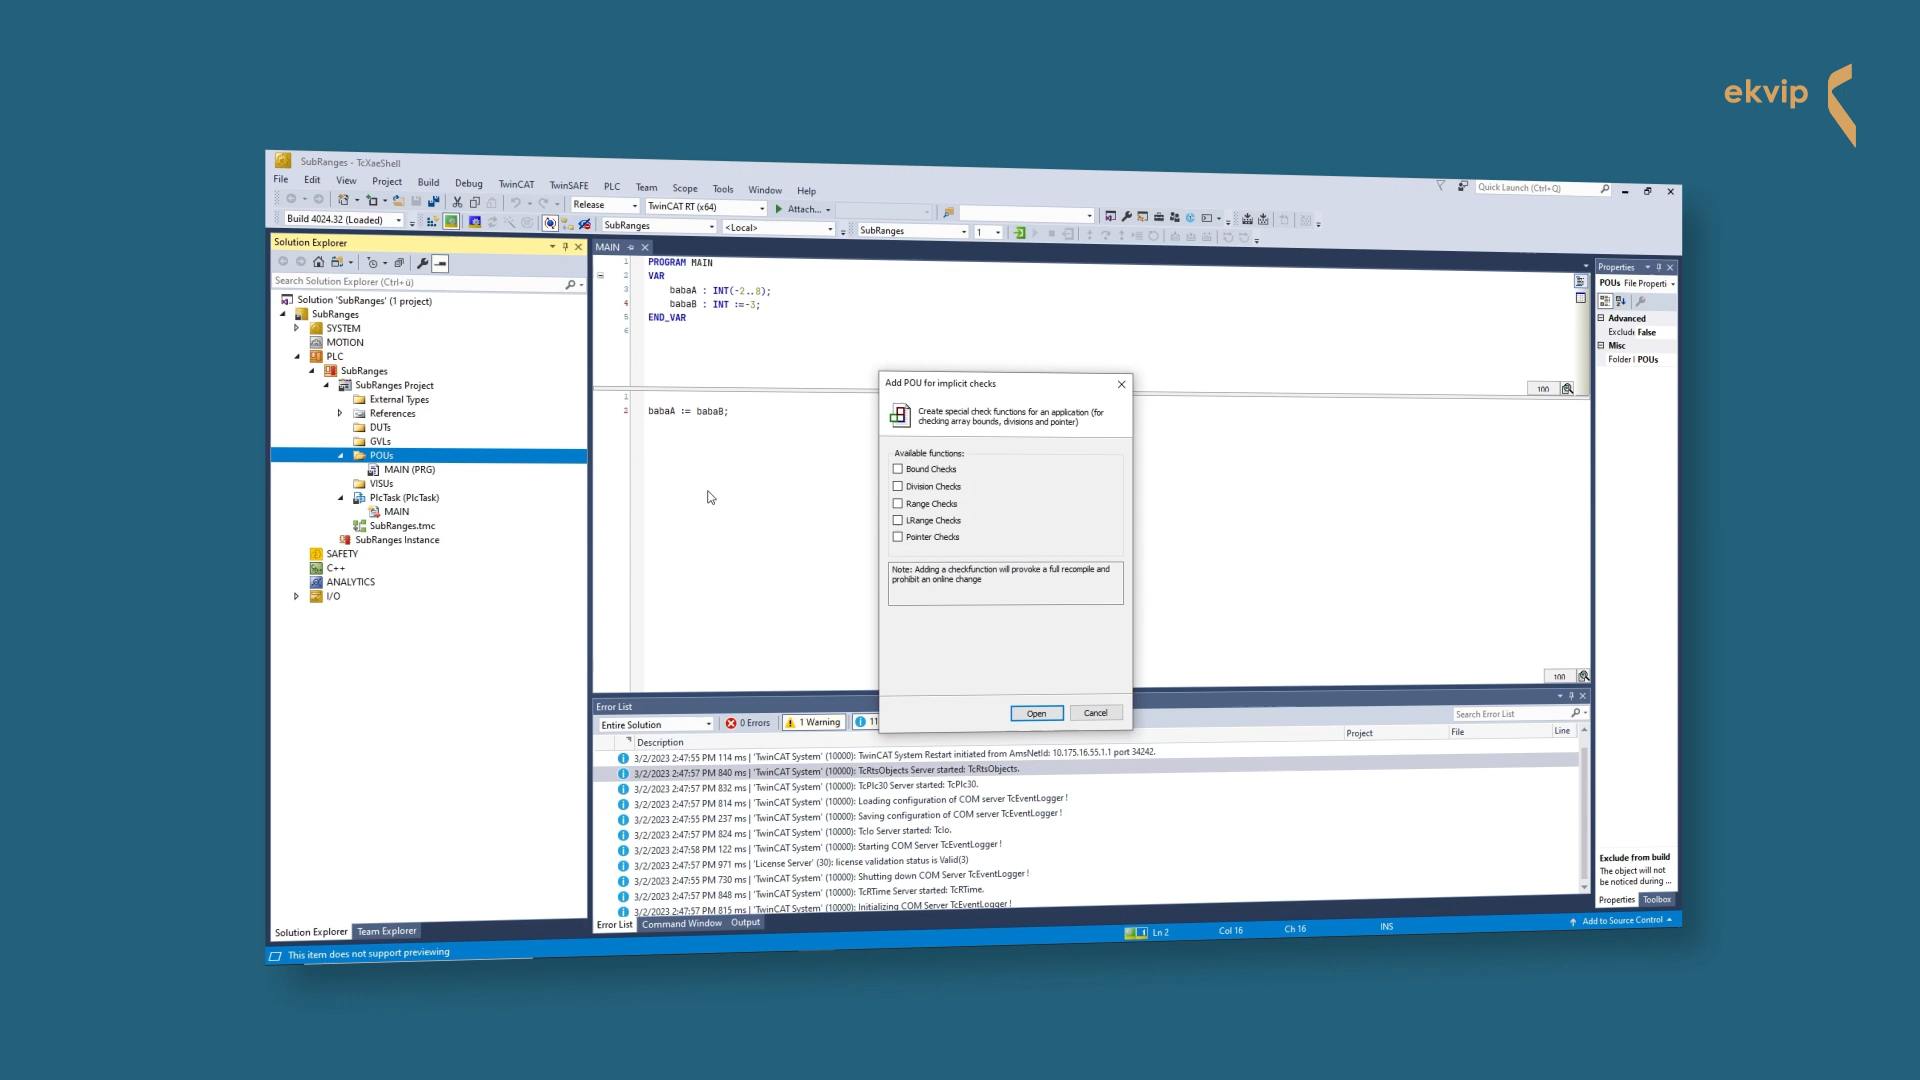 ekvip
SubRanges - TcXaeShell
File Edit View Project Build Debug TwinCAT TwinSAFE PLC Team Scope Tools Window Help
Quick Launch (Ctrl+Q)
Release TwinCAT RT (x64) Attach...
Build 4024.32 (Loaded) SubRanges <Local> SubRanges 1
Solution Explorer
Search Solution Explorer (Ctrl+ü)
Solution 'SubRanges' (1 project)
SubRanges
SYSTEM
MOTION
PLC
SubRanges
SubRanges Project
External Types
References
DUTs
GVLs
POUs
MAIN (PRG)
VISUs
PlcTask (PlcTask)
MAIN
SubRanges.tmc
SubRanges Instance
SAFETY
C++
ANALYTICS
I/O
Solution Explorer Team Explorer
MAIN
1 PROGRAM MAIN
2 VAR
3 babaA : INT(-2..8);
4 babaB : INT :=-3;
5 END_VAR
6
100
1
2 babaA := babaB;
100
Add POU for implicit checks
Create special check functions for an application (for
checking array bounds, divisions and pointer)
Available functions:
Bound Checks
Division Checks
Range Checks
LRange Checks
Pointer Checks
Note: Adding a checkfunction will provoke a full recompile and
prohibit an online change
Open Cancel
Error List
Entire Solution 0 Errors 1 Warning 11
Search Error List
Description Project File Line
3/2/2023 2:47:55 PM 114 ms | 'TwinCAT System' (10000): TwinCAT System Restart initiated from AmsNetId: 10.175.16.55.1.1 port 34242.
3/2/2023 2:47:57 PM 840 ms | 'TwinCAT System' (10000): TcRtsObjects Server started: TcRtsObjects.
3/2/2023 2:47:57 PM 832 ms | 'TwinCAT System' (10000): TcPlc30 Server started: TcPlc30.
3/2/2023 2:47:57 PM 814 ms | 'TwinCAT System' (10000): Loading configuration of COM server TcEventLogger !
3/2/2023 2:47:55 PM 237 ms | 'TwinCAT System' (10000): Saving configuration of COM server TcEventLogger !
3/2/2023 2:47:57 PM 824 ms | 'TwinCAT System' (10000): TcIo Server started: TcIo.
3/2/2023 2:47:58 PM 122 ms | 'TwinCAT System' (10000): Starting COM Server TcEventLogger !
3/2/2023 2:47:57 PM 971 ms | 'License Server' (30): license validation status is Valid(3)
3/2/2023 2:47:55 PM 730 ms | 'TwinCAT System' (10000): Shutting down COM Server TcEventLogger !
3/2/2023 2:47:57 PM 848 ms | 'TwinCAT System' (10000): TcRTime Server started: TcRTime.
3/2/2023 2:47:57 PM 815 ms | 'TwinCAT System' (10000): Initializing COM Server TcEventLogger !
Error List Command Window Output
Properties
POUs File Properti
Advanced
Exclude False
Misc
Folder POUs
Exclude from build
The object will not
be noticed during ...
Properties Toolbox
This item does not support previewing
Ln 2 Col 16 Ch 16 INS Add to Source Control